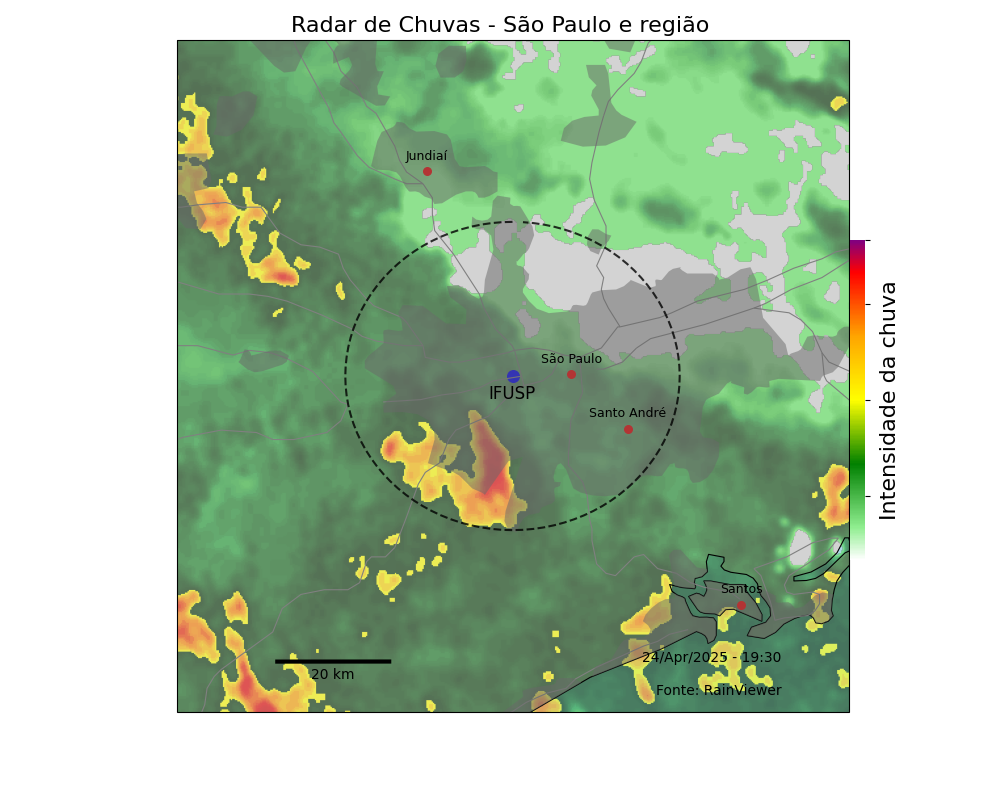 Radar de Chuvas - São Paulo e região
Jundiaí
São Paulo
IFUSP
Santo André
Santos
24/Apr/2025 - 19:30
20 km
Fonte: RainViewer
Intensidade da chuva